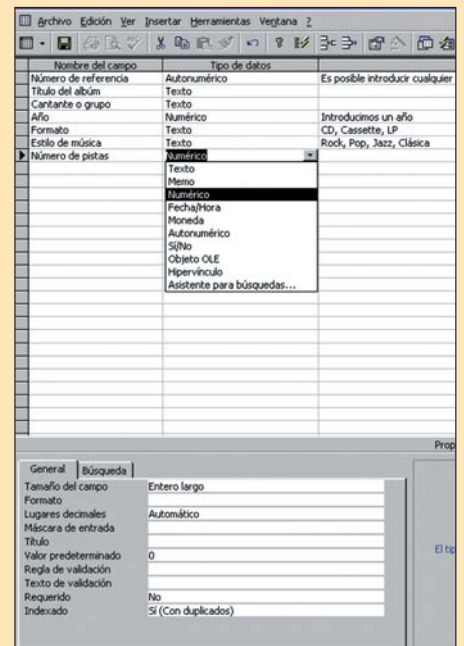 Archivo Edición Ver Insertar Herramientas Ventana ?
Nombre del campo Tipo de datos
Número de referencia Autonumérico Es posible introducir cualquier
Título del albúm Texto
Cantante o grupo Texto
Año Numérico Introducimos un año
Formato Texto CD, Cassette, LP
Estilo de música Texto Rock, Pop, Jazz, Clásica
Número de pistas Numérico
Texto
Memo
Numérico
Fecha/Hora
Moneda
Autonumérico
Sí/No
Objeto OLE
Hipervínculo
Asistente para búsquedas...
Prop
General Búsqueda
Tamaño del campo Entero largo
Formato
Lugares decimales Automático
Máscara de entrada
Título
Valor predeterminado 0
El tip
Regla de validación
Texto de validación
Requerido No
Indexado Sí (Con duplicados)